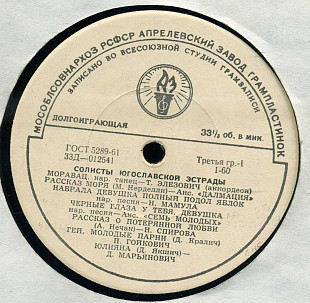 МОСОБЛСОВНАРХОЗ РСФСР АПРЕЛЕВСКИЙ ЗАВОД ГРАМПЛАСТИНОК
ЗАПИСАНО ВО ВСЕСОЮЗНОЙ СТУДИИ ГРАМЗАПИСИ
ДОЛГОИГРАЮЩАЯ
33⅓ об. в мин.
ГОСТ 5289-61
33Д—012541
Третья гр.-1
1-60
СОЛИСТЫ ЮГОСЛАВСКОЙ ЭСТРАДЫ
МОРАВАЦ, нар. танец—Т. ЭЛЕЗОВИЧ (аккордеон)
РАССКАЗ МОРЯ (М. Нерделли)—Анс. „ДАЛМАЦИЯ"
НАБРАЛА ДЕВУШКА ПОЛНЫЙ ПОДОЛ ЯБЛОК
нар. песня—Н. МАМУЛА
ЧЕРНЫЕ ГЛАЗА У ТЕБЯ, ДЕВУШКА
нар. песня—Анс. „СЕМЬ МОЛОДЫХ"
РАССКАЗ О ПОТЕРЯННОЙ ЛЮБВИ
(А. Нечак)—Н. СПИРОВА
ГЕЙ, МОЛОДЫЕ ПАРНИ (Д. Кралич)
П. ГОЙКОВИЧ
ЮЛИЯНА (Д. Якшич)
Д. МАРЬЯНОВИЧ